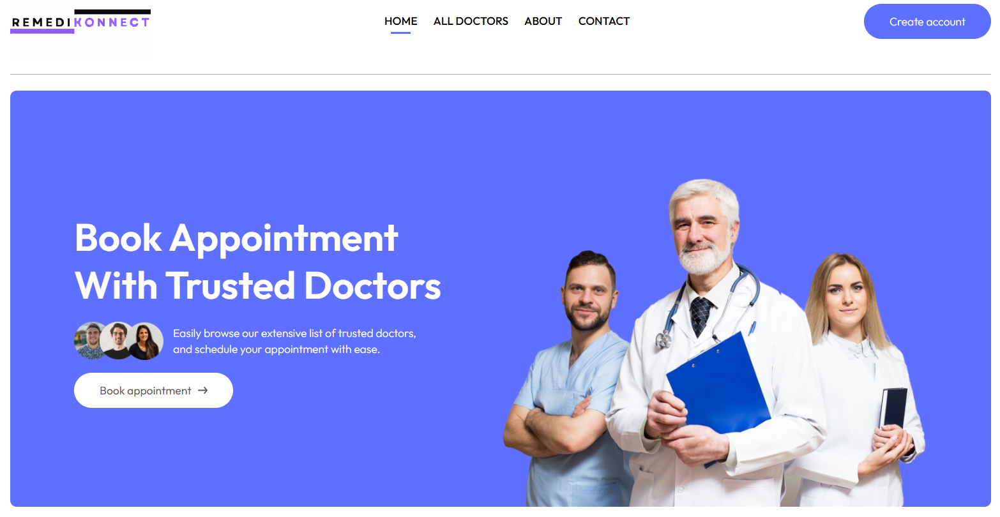 REMEDIKONNECT
HOME
ALL DOCTORS
ABOUT
CONTACT
Create account
Book Appointment
With Trusted Doctors
Easily browse our extensive list of trusted doctors,
and schedule your appointment with ease.
Book appointment →